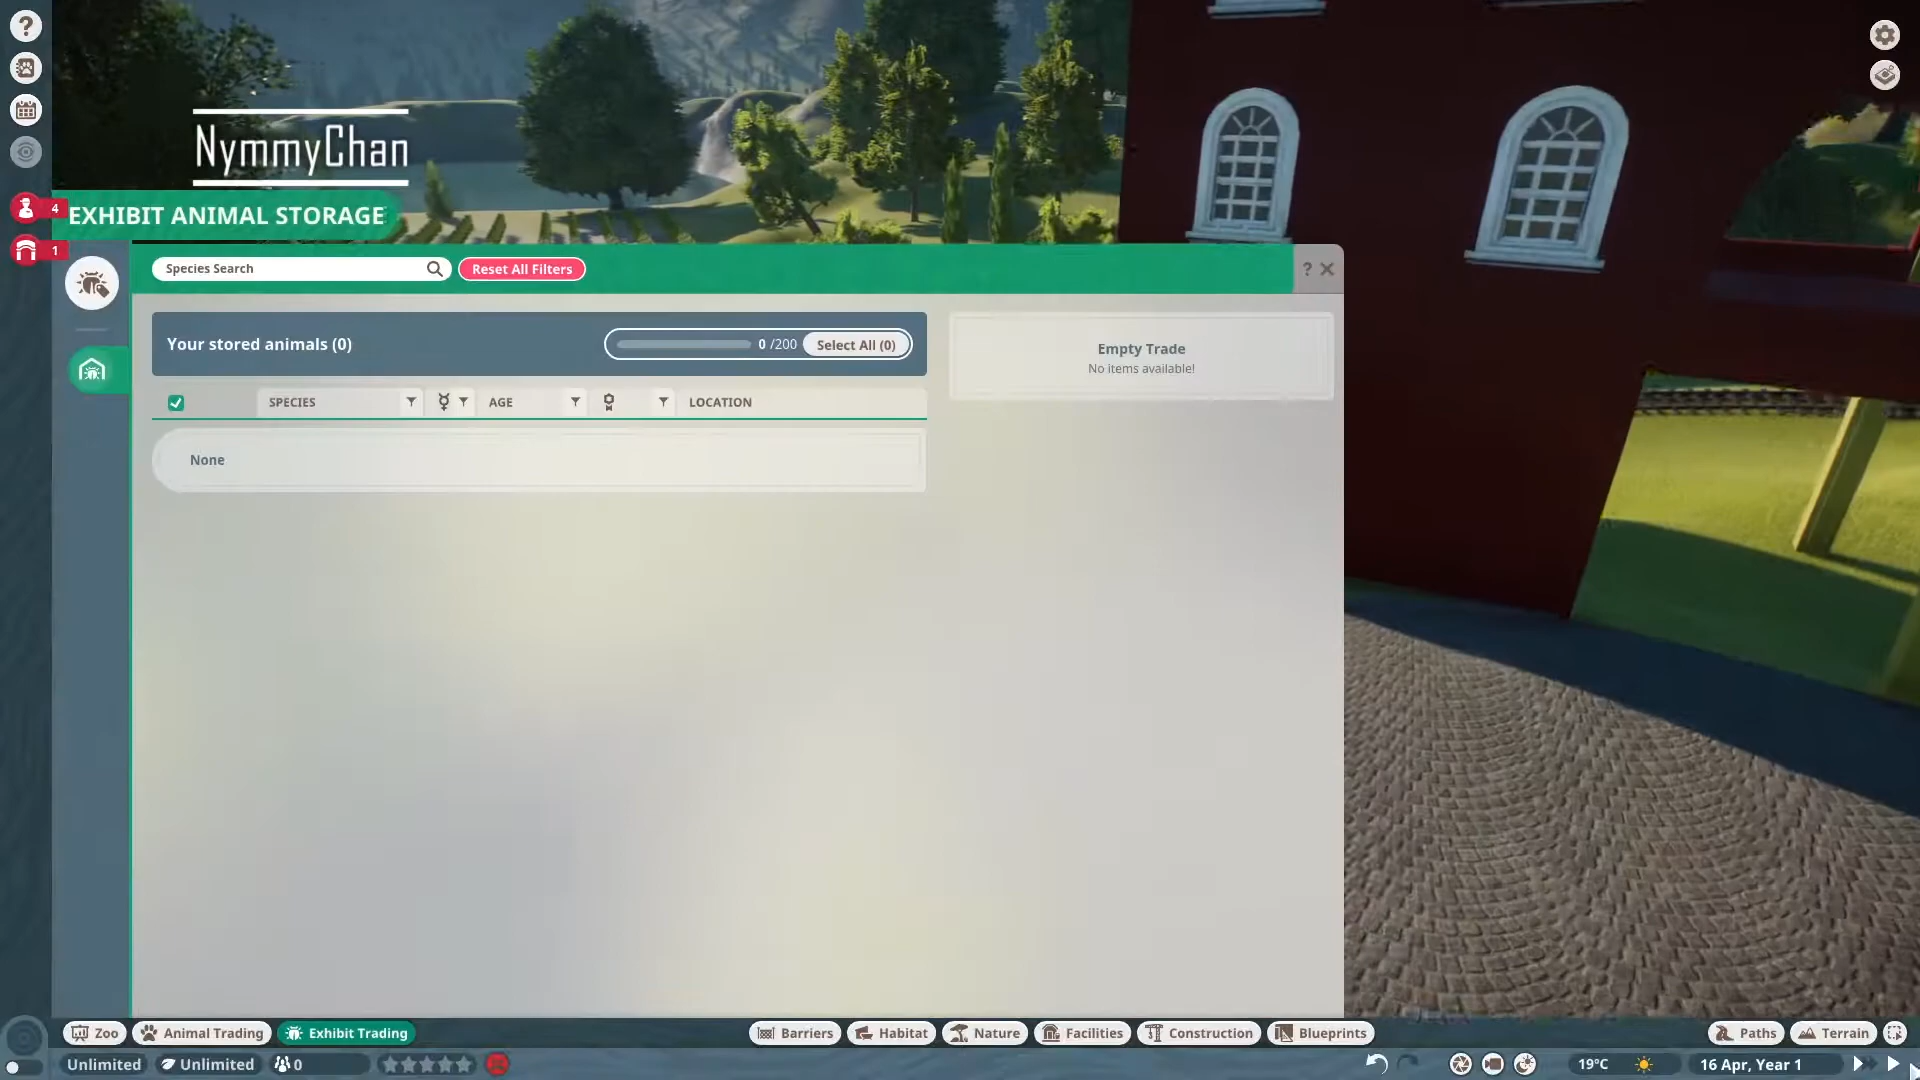 NymmyChan
4
EXHIBIT ANIMAL STORAGE
1
Species Search
Reset All Filters
?
Your stored animals (0)
0 /200
Select All (0)
Empty Trade
No items available!
SPECIES
AGE
LOCATION
None
Zoo
Animal Trading
Exhibit Trading
Barriers
Habitat
Nature
Facilities
Construction
Blueprints
Paths
Terrain
Unlimited
Unlimited
0
19°C
16 Apr, Year 1